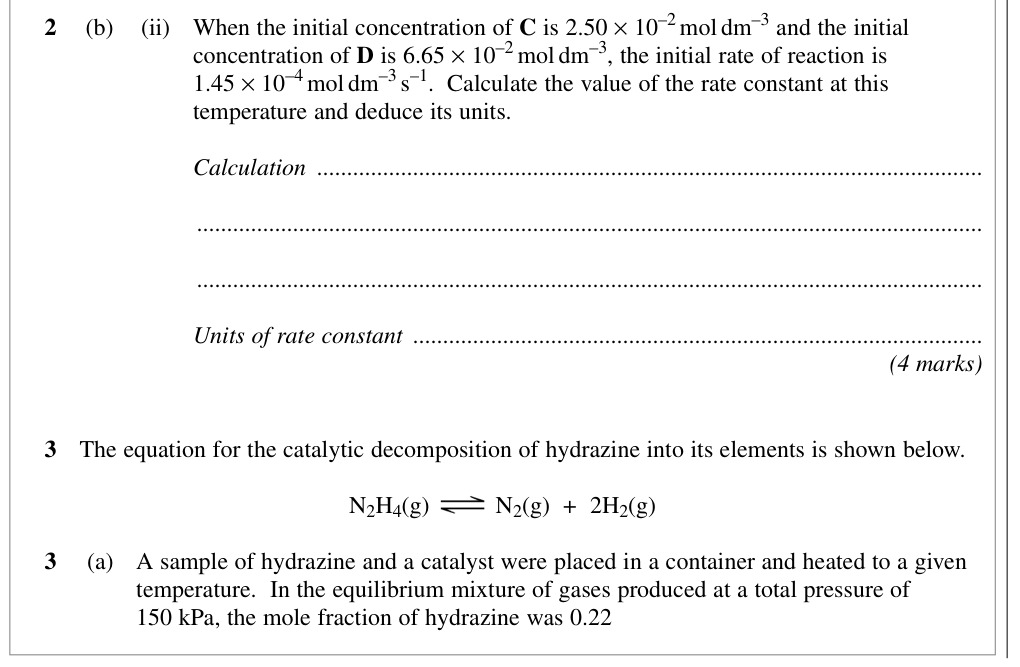 2 (b) (ii) When the initial concentration of C is 2.50 × 10⁻² mol dm⁻³ and the initial
concentration of D is 6.65 × 10⁻² mol dm⁻³, the initial rate of reaction is
1.45 × 10⁻⁴ mol dm⁻³ s⁻¹. Calculate the value of the rate constant at this
temperature and deduce its units.
Calculation ................................................................................
................................................................................
................................................................................
Units of rate constant ................................................................................
(4 marks)
3 The equation for the catalytic decomposition of hydrazine into its elements is shown below.
N₂H₄(g) ⇌ N₂(g) + 2H₂(g)
3 (a) A sample of hydrazine and a catalyst were placed in a container and heated to a given
temperature. In the equilibrium mixture of gases produced at a total pressure of
150 kPa, the mole fraction of hydrazine was 0.22